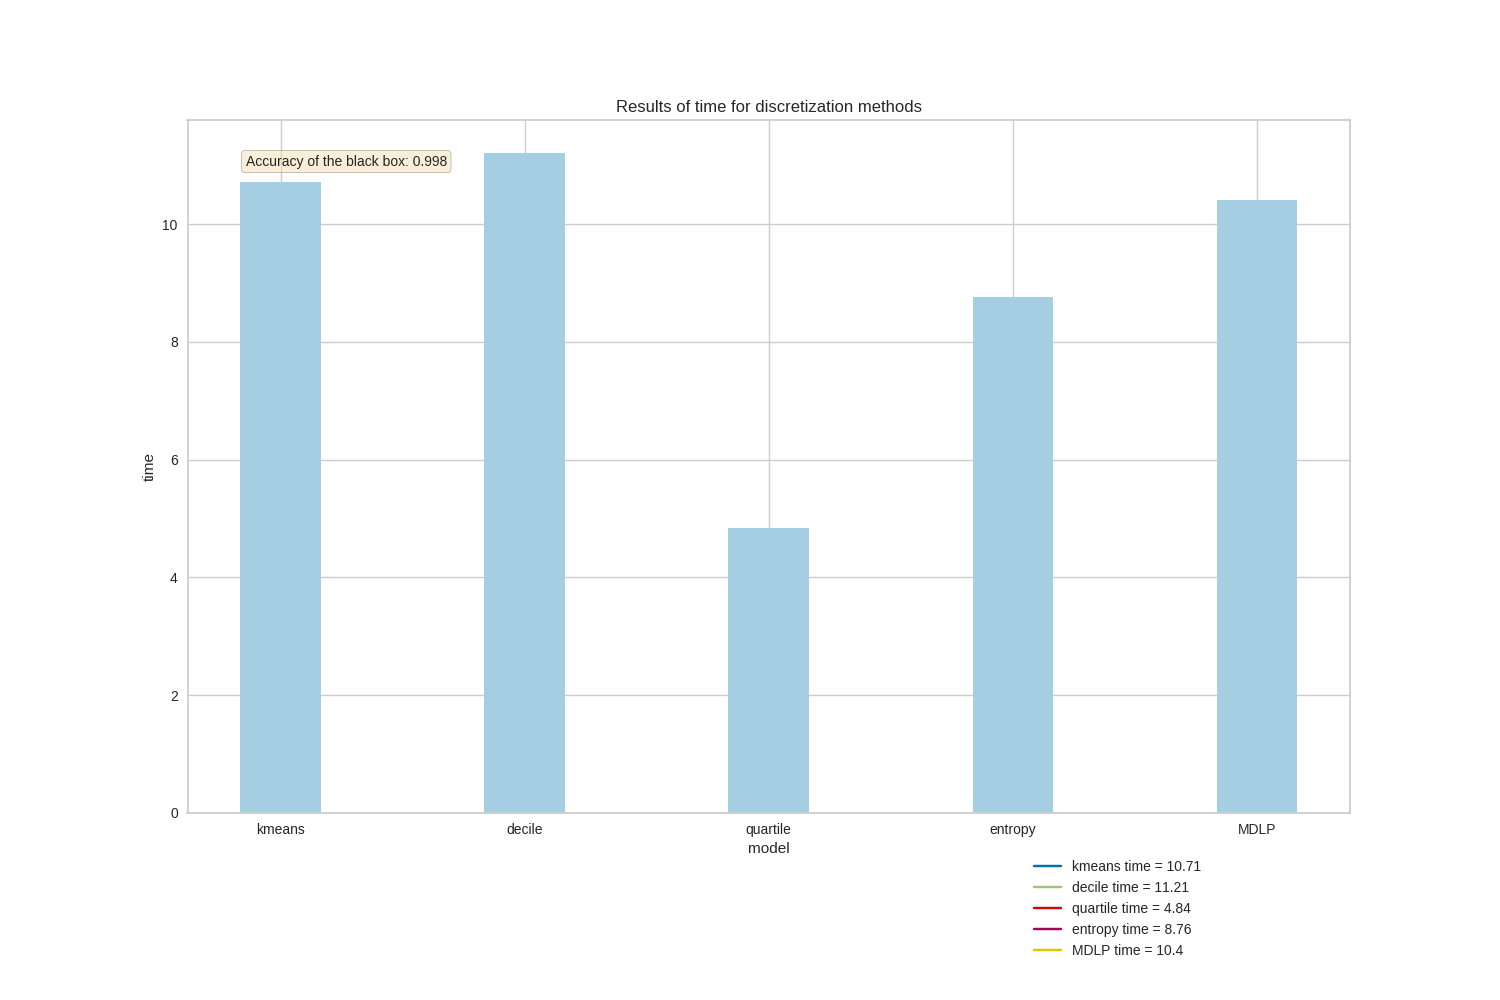 Results of time for discretization methods
Accuracy of the black box: 0.998
10
8
6
4
2
0
time
kmeans decile quartile entropy MDLP
model
kmeans time = 10.71
decile time = 11.21
quartile time = 4.84
entropy time = 8.76
MDLP time = 10.4